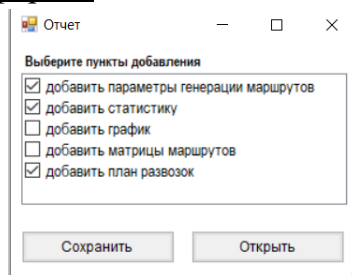 Отчет
Выберите пункты добавления
добавить параметры генерации маршрутов
добавить статистику
добавить график
добавить матрицы маршрутов
добавить план развозок
Сохранить Открыть